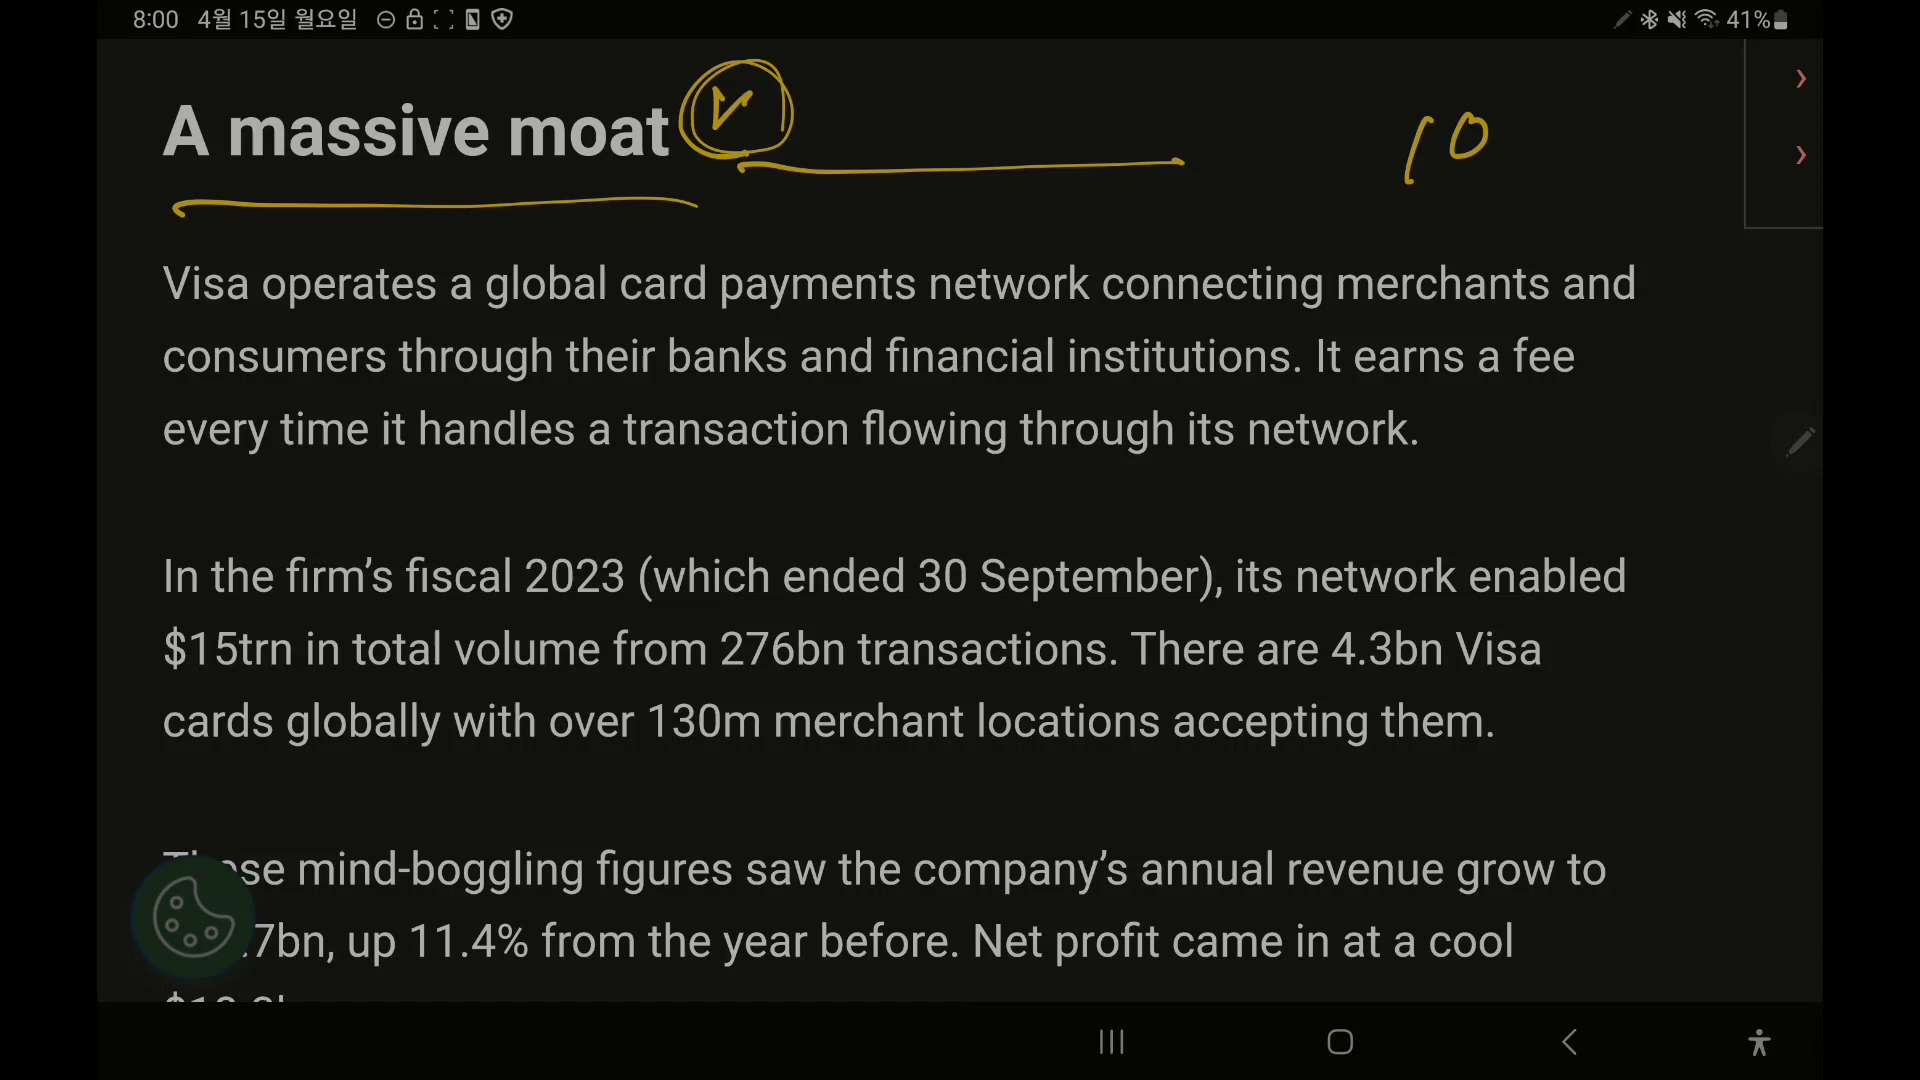 8:00 4월 15일 월요일 41%
A massive moat V
10
Visa operates a global card payments network connecting merchants and
consumers through their banks and financial institutions. It earns a fee
every time it handles a transaction flowing through its network.
In the firm’s fiscal 2023 (which ended 30 September), its network enabled
$15trn in total volume from 276bn transactions. There are 4.3bn Visa
cards globally with over 130m merchant locations accepting them.
mind-boggling figures saw the company’s annual revenue grow to
.7bn, up 11.4% from the year before. Net profit came in at a cool